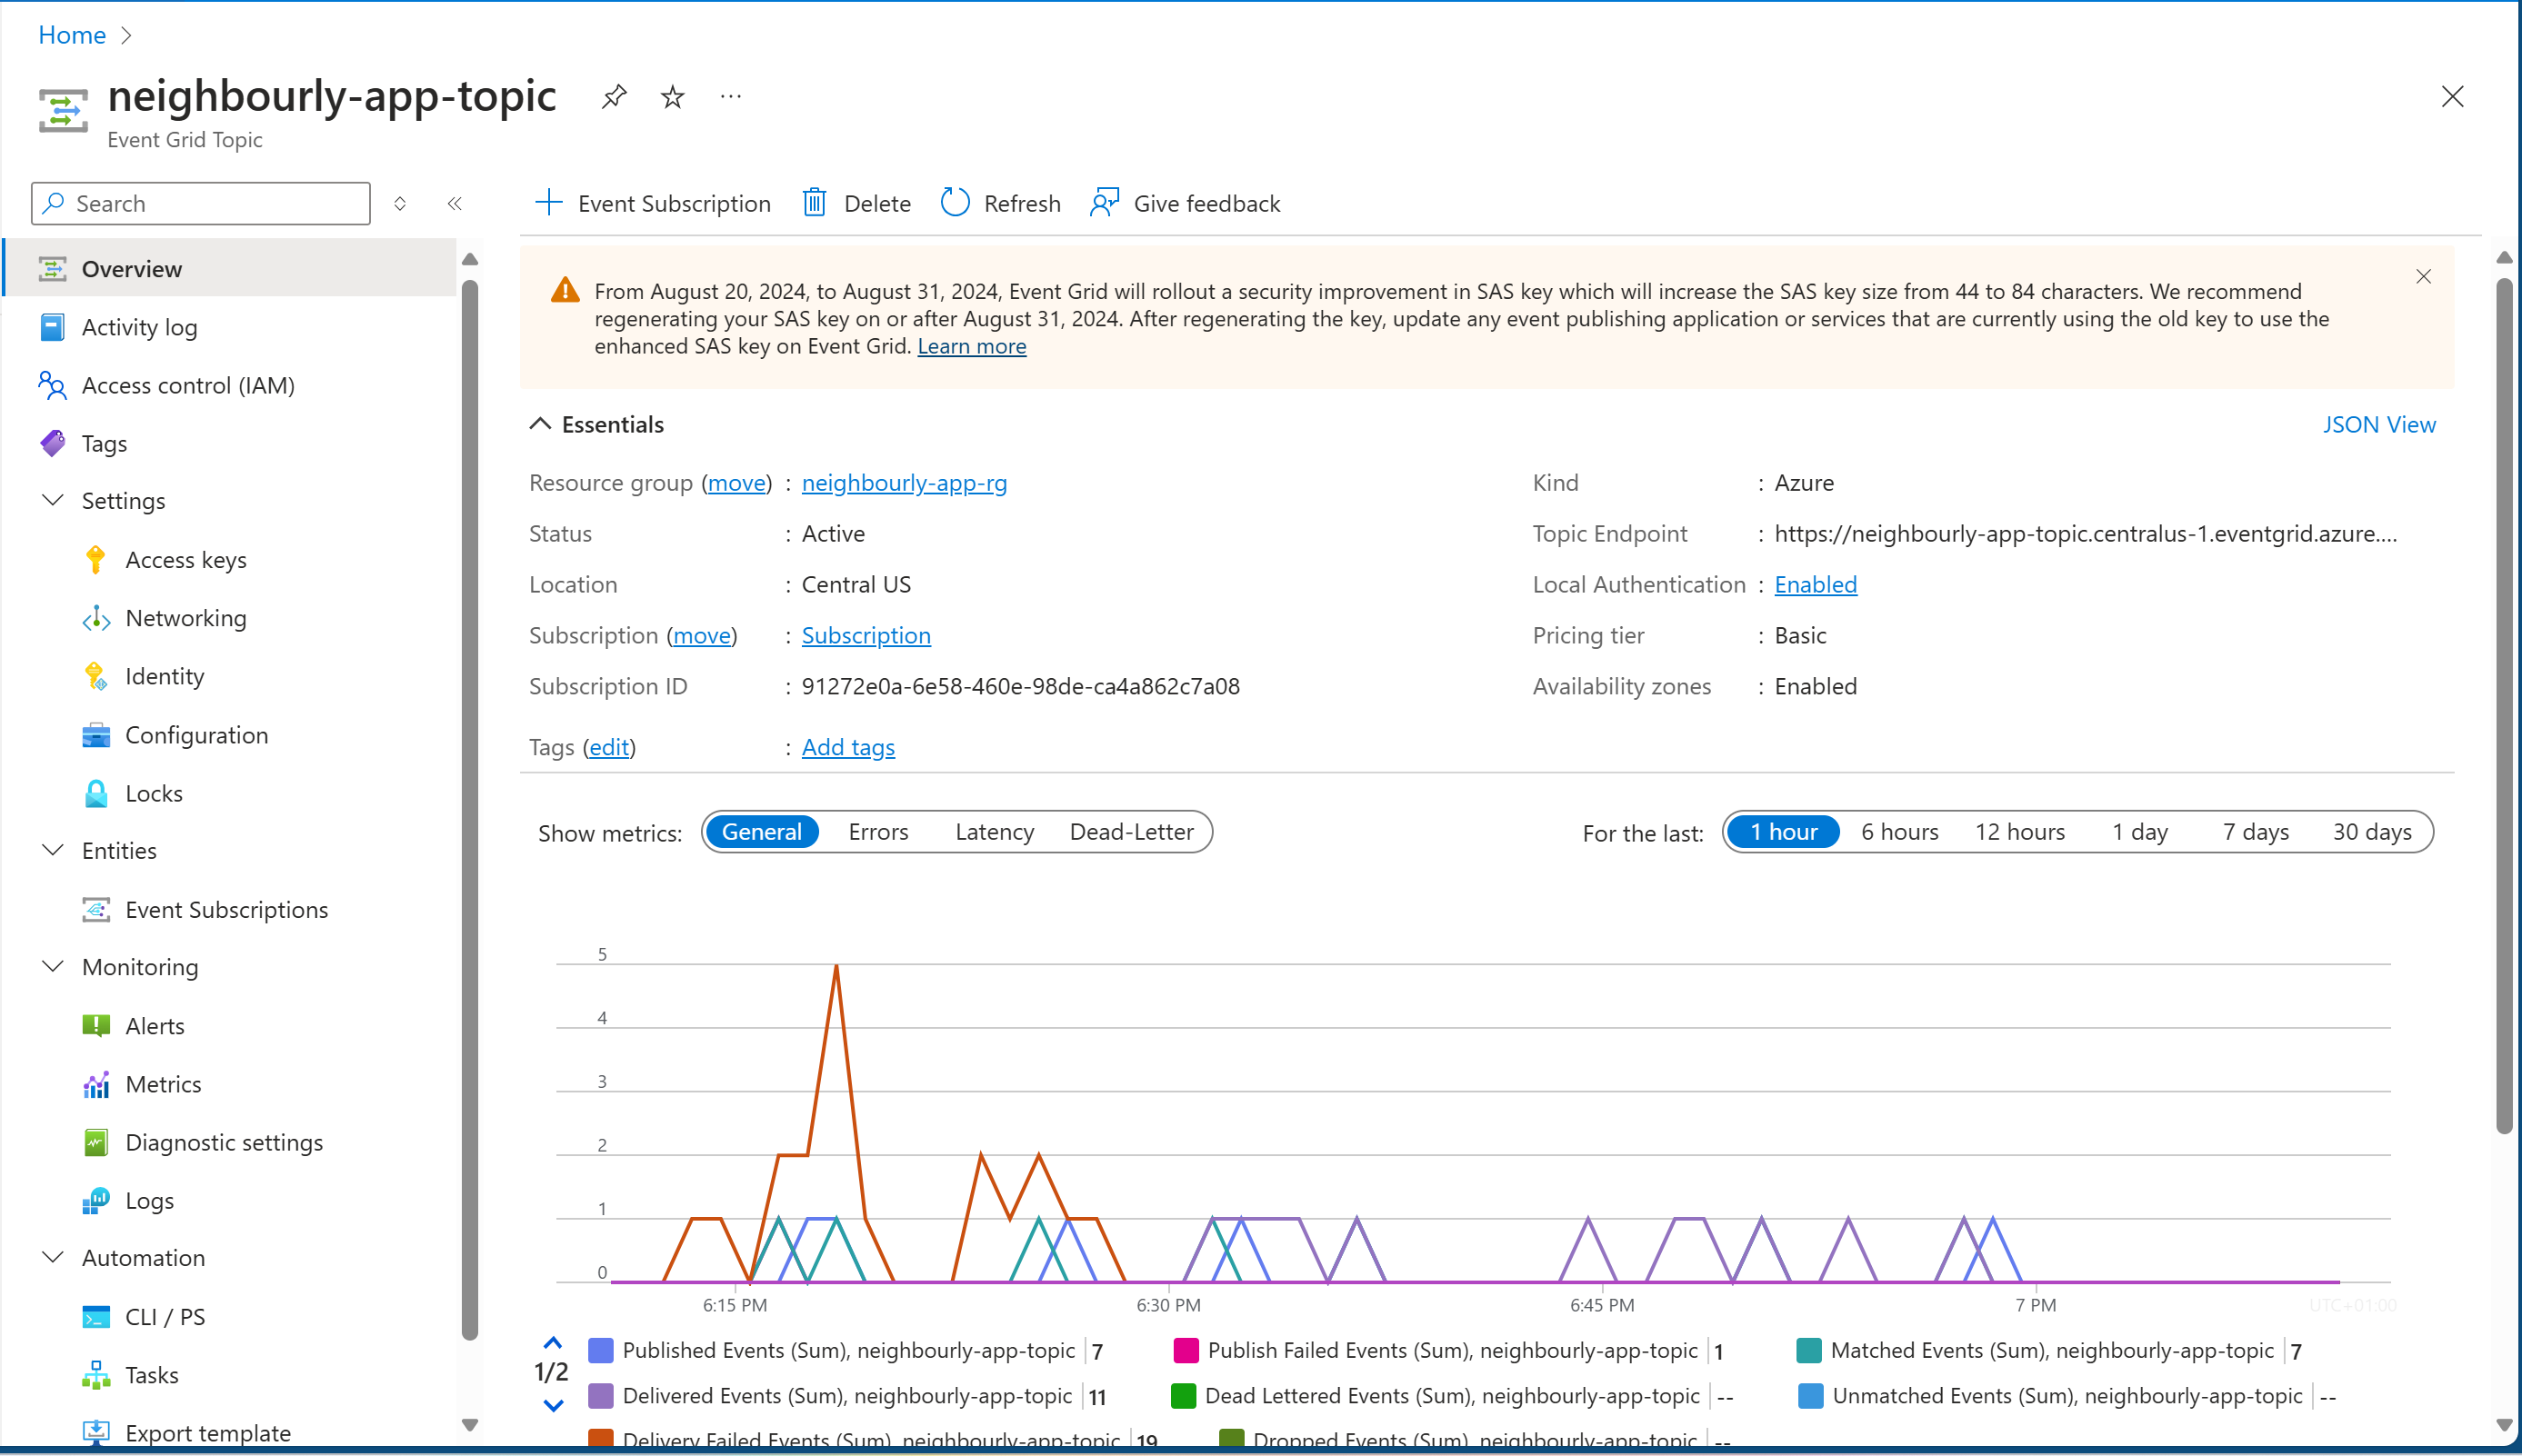 Home
neighbourly-app-topic
Event Grid Topic
Search
Event Subscription
Delete
Refresh
Give feedback
Overview
Activity log
Access control (IAM)
Tags
Settings
Access keys
Networking
Identity
Configuration
Locks
Entities
Event Subscriptions
Monitoring
Alerts
Metrics
Diagnostic settings
Logs
Automation
CLI / PS
Tasks
Export template
From August 20, 2024, to August 31, 2024, Event Grid will rollout a security improvement in SAS key which will increase the SAS key size from 44 to 84 characters. We recommend
regenerating your SAS key on or after August 31, 2024. After regenerating the key, update any event publishing application or services that are currently using the old key to use the
enhanced SAS key on Event Grid. Learn more
Essentials
JSON View
Resource group (move) : neighbourly-app-rg
Status : Active
Location : Central US
Subscription (move) : Subscription
Subscription ID : 91272e0a-6e58-460e-98de-ca4a862c7a08
Tags (edit) : Add tags
Kind : Azure
Topic Endpoint : https://neighbourly-app-topic.centralus-1.eventgrid.azure....
Local Authentication : Enabled
Pricing tier : Basic
Availability zones : Enabled
Show metrics: General Errors Latency Dead-Letter
For the last: 1 hour 6 hours 12 hours 1 day 7 days 30 days
5
4
3
2
1
0
6:15 PM 6:30 PM 6:45 PM 7 PM UTC+01:00
1/2
Published Events (Sum), neighbourly-app-topic 7
Publish Failed Events (Sum), neighbourly-app-topic 1
Matched Events (Sum), neighbourly-app-topic 7
Delivered Events (Sum), neighbourly-app-topic 11
Dead Lettered Events (Sum), neighbourly-app-topic --
Unmatched Events (Sum), neighbourly-app-topic --
Delivery Failed Events (Sum), neighbourly-app-topic 19
Dropped Events (Sum), neighbourly-app-topic --